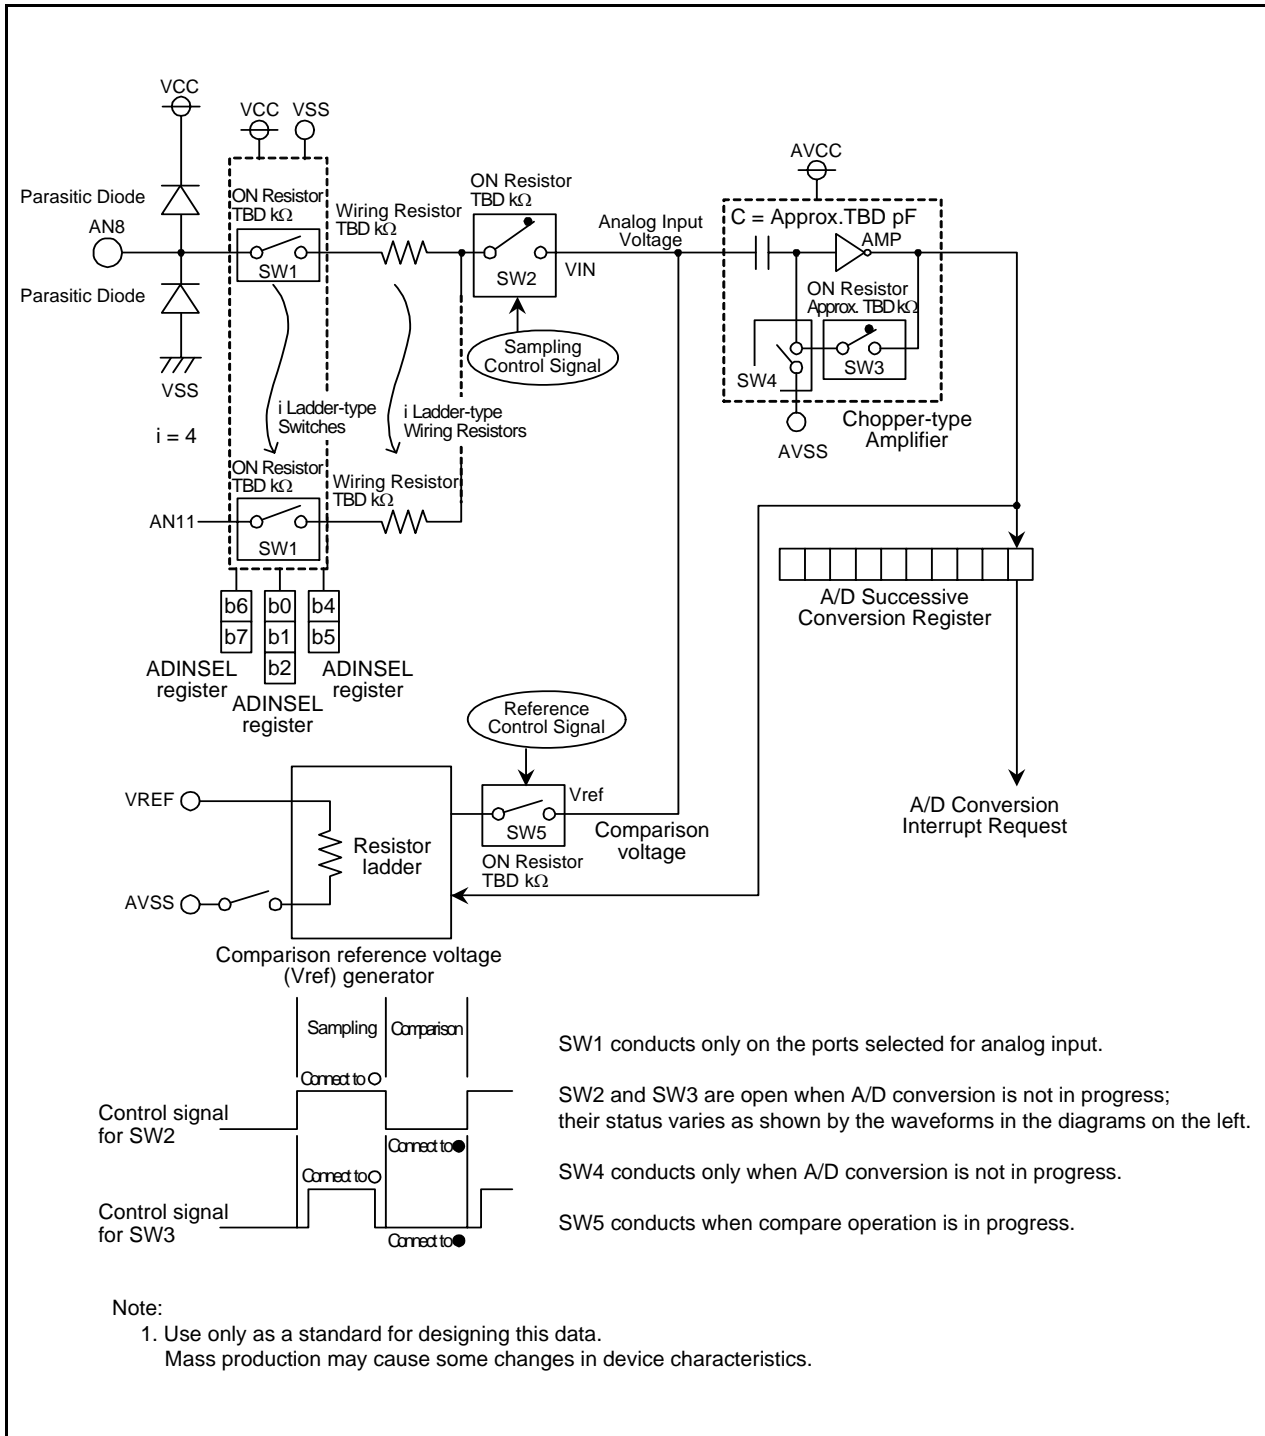 VCC
VCC
VSS
AVCC
Parasitic Diode
ON Resistor
TBD kΩ
Wiring Resistor
TBD kΩ
ON Resistor
TBD kΩ
C = Approx.TBD pF
AN8
SW1
SW2
VIN
Analog Input
Voltage
AMP
Parasitic Diode
ON Resistor
Approx. TBD kΩ
Sampling
Control Signal
SW4
SW3
VSS
AVSS
Chopper-type
Amplifier
i = 4
i Ladder-type
Switches
i Ladder-type
Wiring Resistors
ON Resistor
TBD kΩ
Wiring Resistor
TBD kΩ
AN11
SW1
A/D Successive
Conversion Register
b6
b7
b0
b1
b2
b4
b5
ADINSEL
register
ADINSEL
register
ADINSEL
register
Reference
Control Signal
VREF
Vref
SW5
Comparison
voltage
ON Resistor
TBD kΩ
Resistor
ladder
AVSS
A/D Conversion
Interrupt Request
Comparison reference voltage
(Vref) generator
Sampling
Comparison
Connect to
Control signal
for SW2
Connect to
Connect to
Control signal
for SW3
Connect to
SW1 conducts only on the ports selected for analog input.
SW2 and SW3 are open when A/D conversion is not in progress;
their status varies as shown by the waveforms in the diagrams on the left.
SW4 conducts only when A/D conversion is not in progress.
SW5 conducts when compare operation is in progress.
Note:
1. Use only as a standard for designing this data.
Mass production may cause some changes in device characteristics.